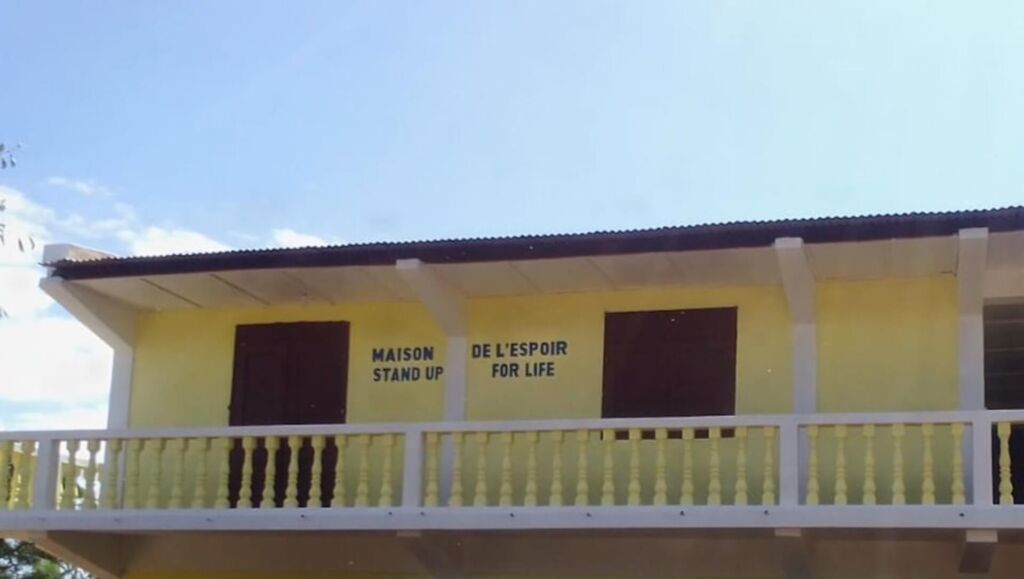 MAISON DE L'ESPOIR
STAND UP FOR LIFE